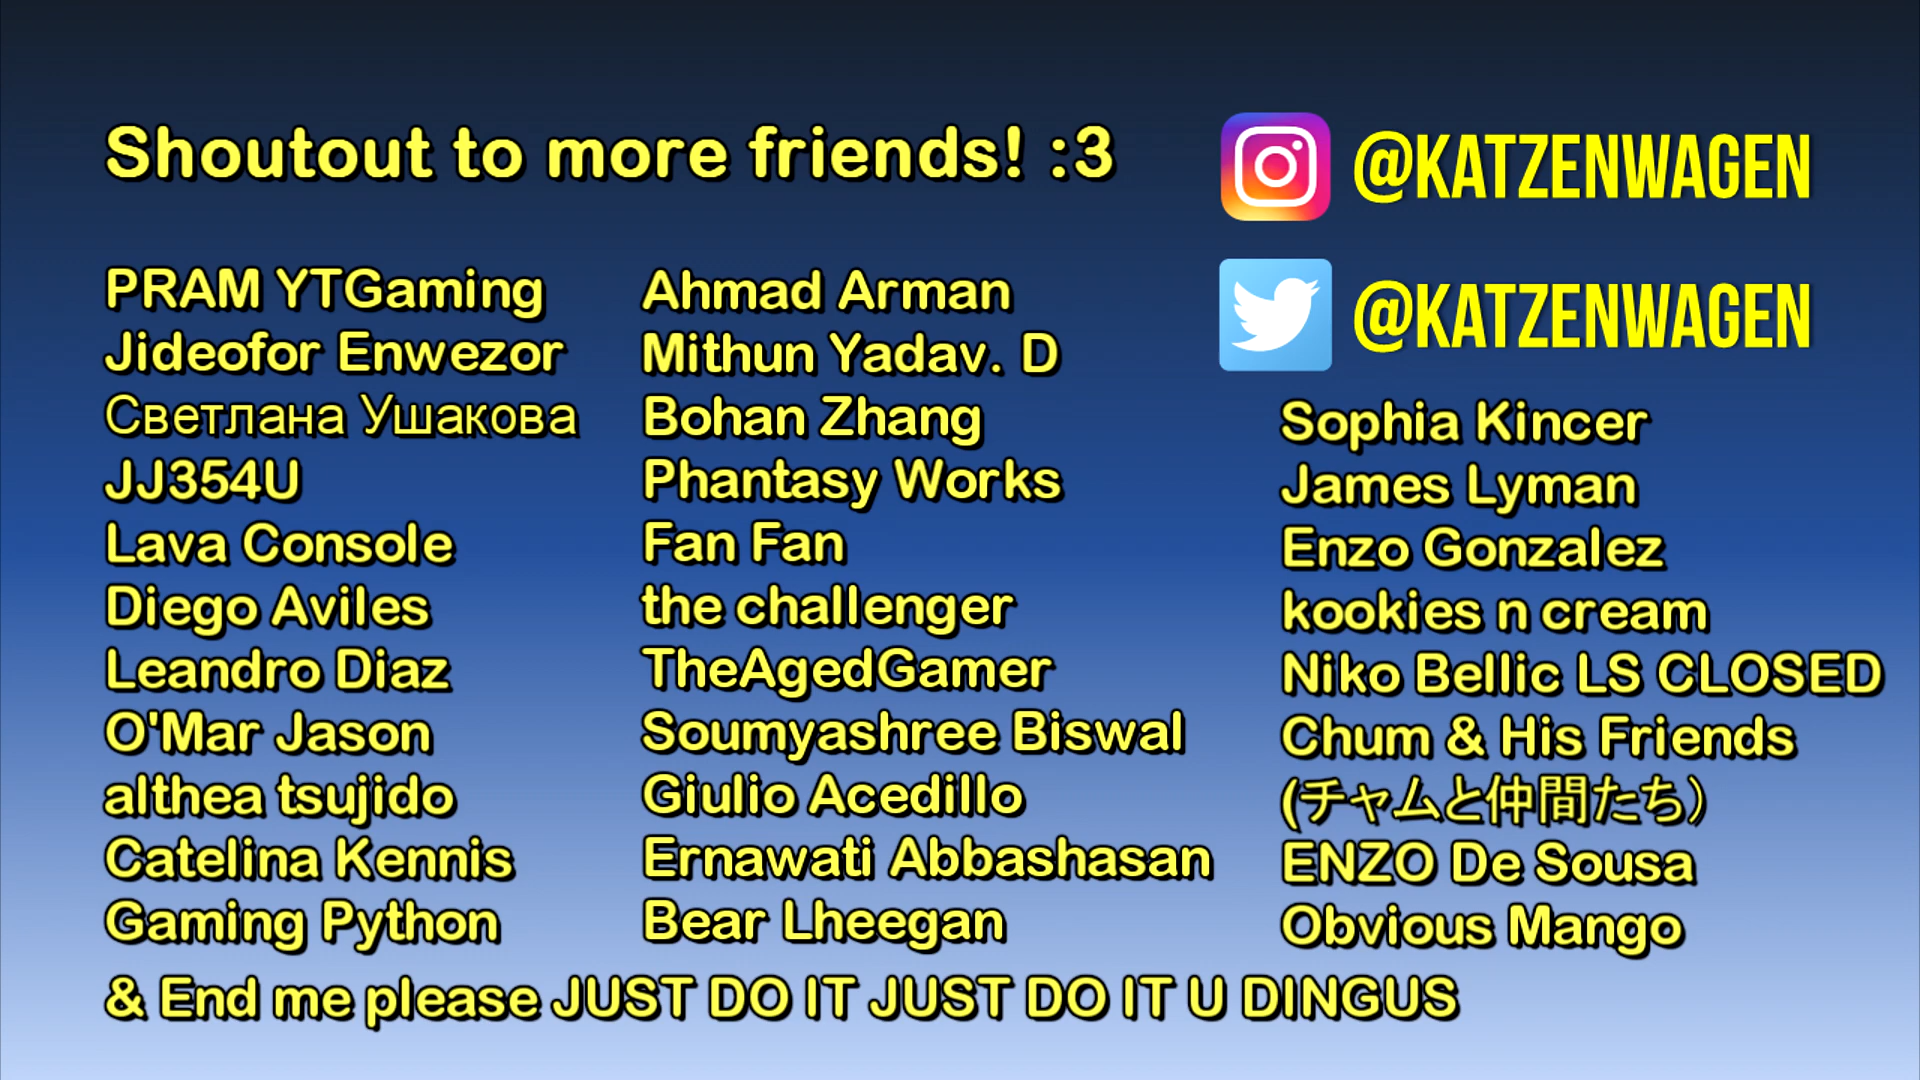 Shoutout to more friends! :3
@KATZENWAGEN
@KATZENWAGEN
PRAM YTGaming
Jideofor Enwezor
Светлана Ушакова
JJ354U
Lava Console
Diego Aviles
Leandro Diaz
O'Mar Jason
althea tsujido
Catelina Kennis
Gaming Python
Ahmad Arman
Mithun Yadav. D
Bohan Zhang
Phantasy Works
Fan Fan
the challenger
TheAgedGamer
Soumyashree Biswal
Giulio Acedillo
Ernawati Abbashasan
Bear Lheegan
Sophia Kincer
James Lyman
Enzo Gonzalez
kookies n cream
Niko Bellic LS CLOSED
Chum & His Friends
(チャムと仲間たち）
ENZO De Sousa
Obvious Mango
& End me please JUST DO IT JUST DO IT U DINGUS